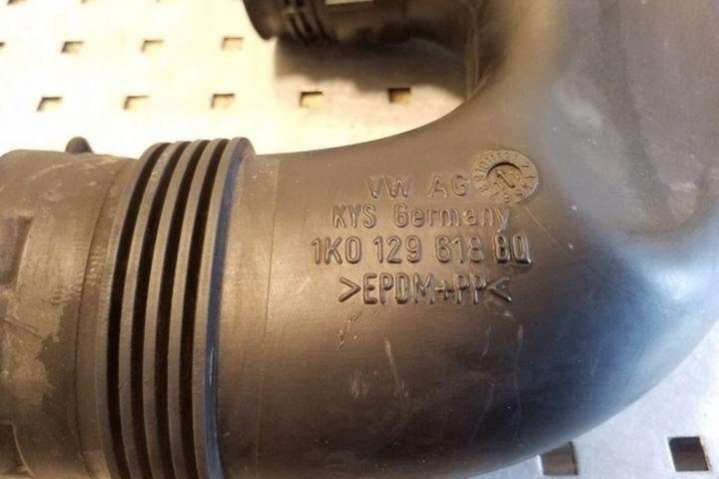 VW AG
KYS Germany
1K0 129 618 BQ
>EPDM+PP<